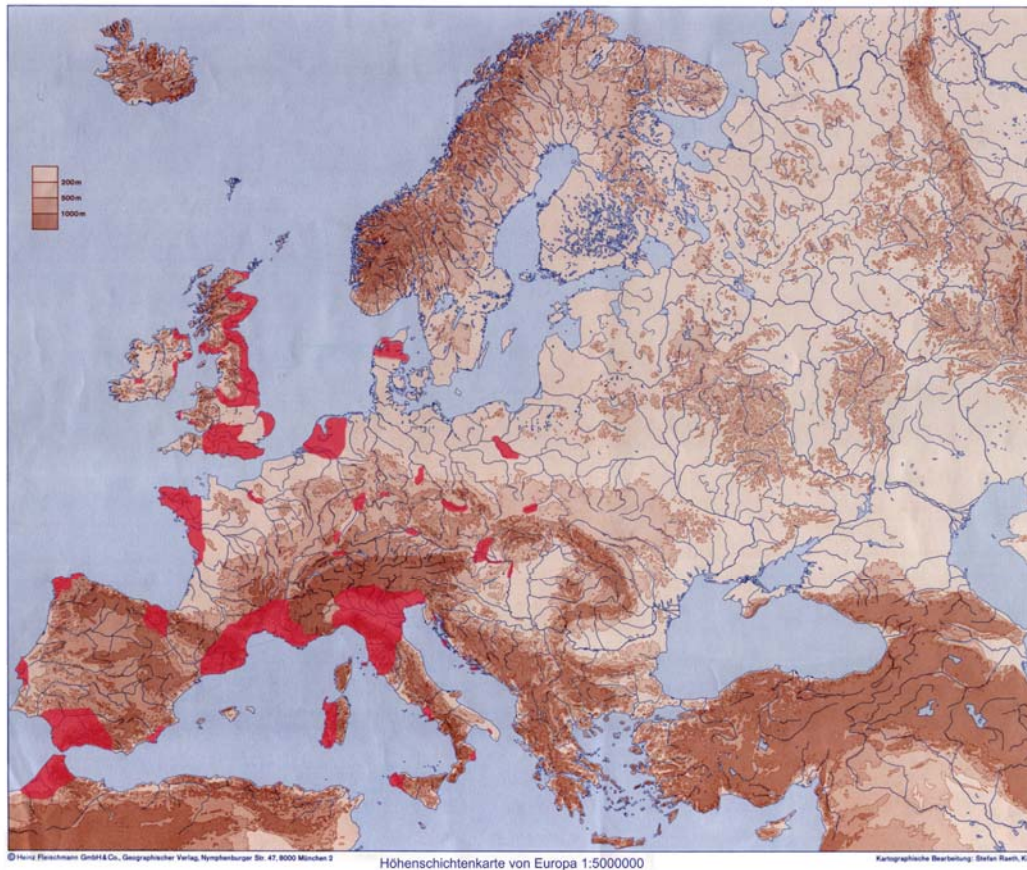 200m
500m
1000m
© Heinz Fleischmann GmbH & Co., Geographischer Verlag, Nymphenburger Str. 47, 8000 München 2
Höhenschichtenkarte von Europa 1:5000000
Kartographische Bearbeitung: Stefan Raeth, K